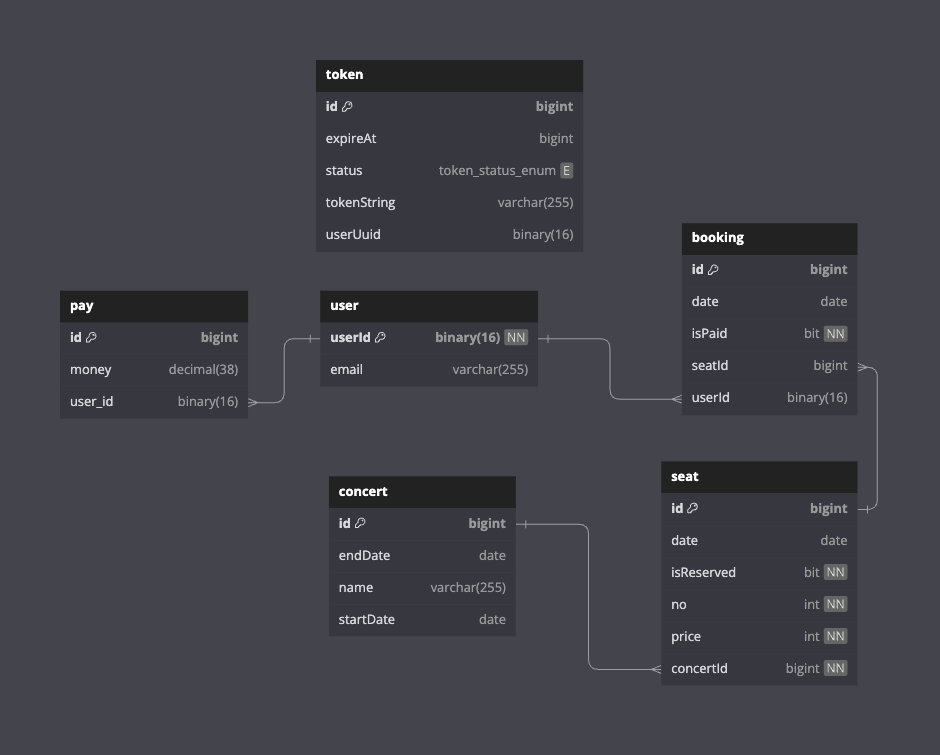 token
id bigint
expireAt bigint
status token_status_enum E
tokenString varchar(255)
userUuid binary(16)
booking
id bigint
date date
isPaid bit NN
seatId bigint
userId binary(16)
pay
id bigint
money decimal(38)
user_id binary(16)
user
userId binary(16) NN
email varchar(255)
concert
id bigint
endDate date
name varchar(255)
startDate date
seat
id bigint
date date
isReserved bit NN
no int NN
price int NN
concertId bigint NN